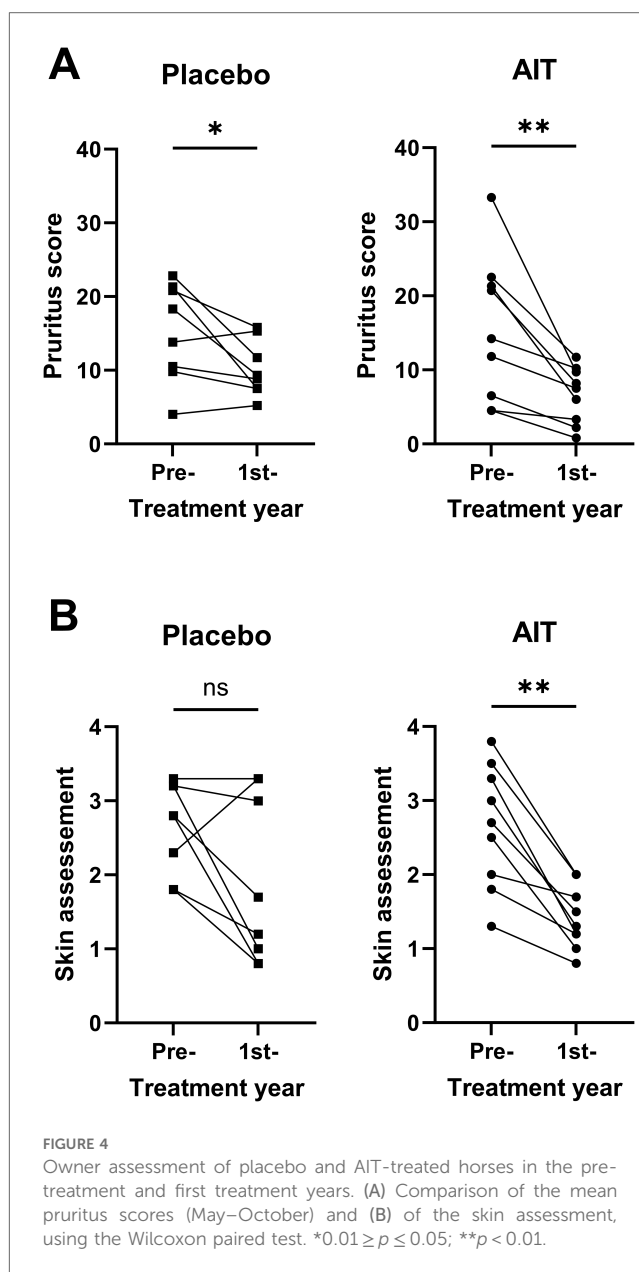 A
Placebo
AIT
*
**
40
30
20
10
0
Pruritus score
Pre-
1st-
Treatment year
40
30
20
10
0
Pruritus score
Pre-
1st-
Treatment year
B
Placebo
AIT
ns
**
4
3
2
1
0
Skin assessement
Pre-
1st-
Treatment year
4
3
2
1
0
Skin assessement
Pre-
1st-
Treatment year
FIGURE 4
Owner assessment of placebo and AIT-treated horses in the pre-
treatment and first treatment years. (A) Comparison of the mean
pruritus scores (May–October) and (B) of the skin assessment,
using the Wilcoxon paired test. *0.01 ≥ p ≤ 0.05; **p < 0.01.